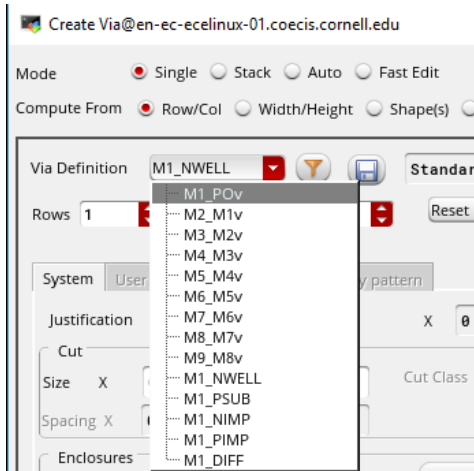 Create Via@en-ec-ecelinux-01.coecis.cornell.edu
Mode Single Stack Auto Fast Edit
Compute From Row/Col Width/Height Shape(s)
Via Definition M1_NWELL Standar
Rows 1 Reset
M1_POv
M2_M1v
M3_M2v
M4_M3v
M5_M4v
M6_M5v
M7_M6v
M8_M7v
M9_M8v
M1_NWELL
M1_PSUB
M1_NIMP
M1_PIMP
M1_DIFF
System User y pattern
Justification X 0
Cut
Size X Cut Class
Spacing X
Enclosures